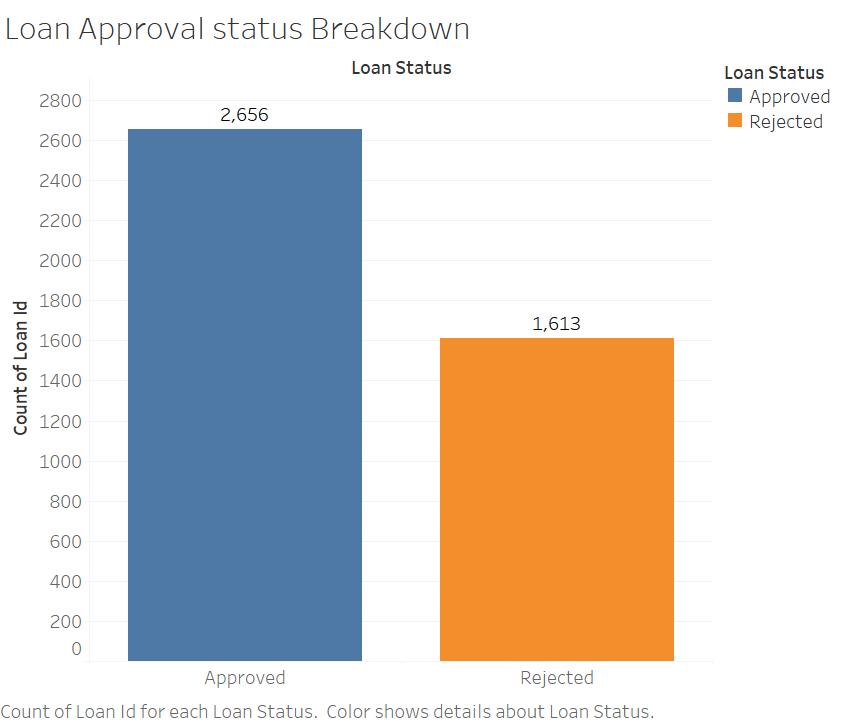 Loan Approval status Breakdown
Loan Status
Loan Status
Approved
Rejected
Count of Loan Id
2800
2600
2400
2200
2000
1800
1600
1400
1200
1000
800
600
400
200
0
2,656
1,613
Approved
Rejected
Count of Loan Id for each Loan Status. Color shows details about Loan Status.